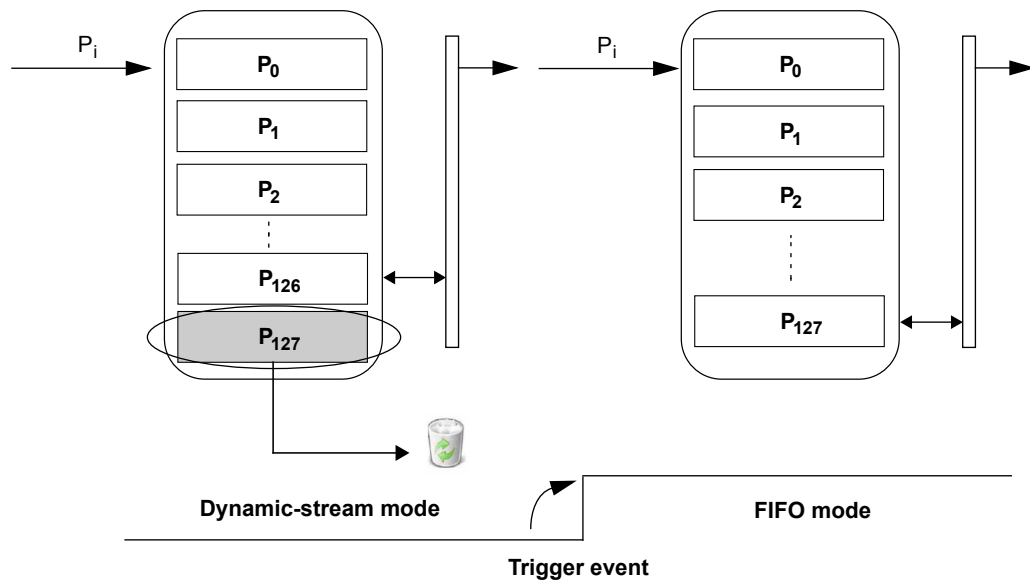 Pi
P0
P1
P2
P126
P127
Pi
P0
P1
P2
P127
Dynamic-stream mode
FIFO mode
Trigger event